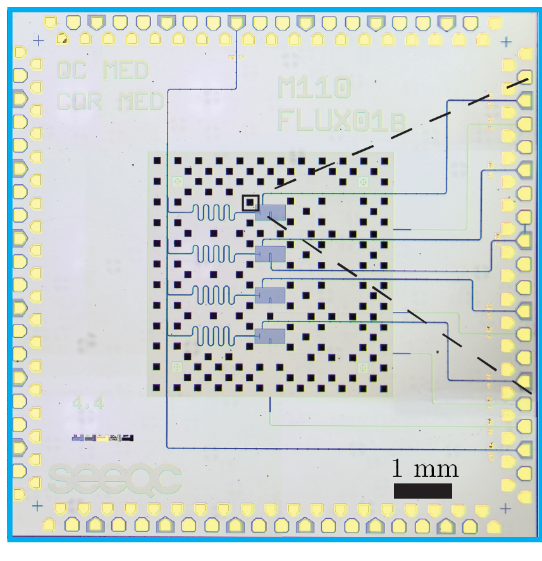 QC MED
CQR MED
M110
FLUX01B
4.4
SEEQC
1 mm